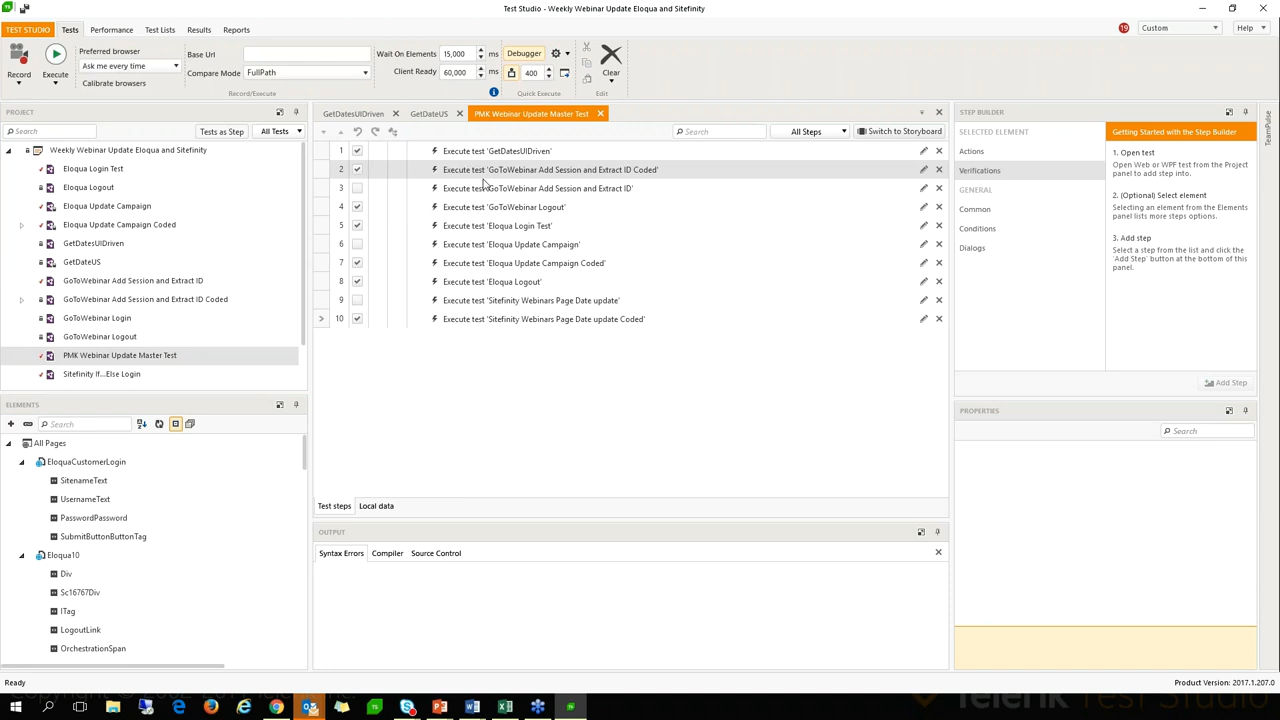 Test Studio - Weekly Webinar Update Eloqua and Sitefinity
TEST STUDIO Tests Performance Test Lists Results Reports
19 Custom Help
Record
Execute
Preferred browser
Ask me every time
Calibrate browsers
Base Url
Compare Mode FullPath
Record/Execute
Wait On Elements 15,000 ms
Client Ready 60,000 ms
Debugger
400
Quick Execute
Clear
Edit
PROJECT
Search Tests as Step All Tests
Weekly Webinar Update Eloqua and Sitefinity
Eloqua Login Test
Eloqua Logout
Eloqua Update Campaign
Eloqua Update Campaign Coded
GetDatesUIDriven
GetDateUS
GoToWebinar Add Session and Extract ID
GoToWebinar Add Session and Extract ID Coded
GoToWebinar Login
GoToWebinar Logout
PMK Webinar Update Master Test
Sitefinity If...Else Login
ELEMENTS
Search
All Pages
EloquaCustomerLogin
SitenameText
UsernameText
PasswordPassword
SubmitButtonButtonTag
Eloqua10
Div
Sc16767Div
ITag
LogoutLink
OrchestrationSpan
GetDatesUIDriven GetDateUS PMK Webinar Update Master Test
Search All Steps Switch to Storyboard
1 Execute test 'GetDatesUIDriven'
2 Execute test 'GoToWebinar Add Session and Extract ID Coded'
3 Execute test 'GoToWebinar Add Session and Extract ID'
4 Execute test 'GoToWebinar Logout'
5 Execute test 'Eloqua Login Test'
6 Execute test 'Eloqua Update Campaign'
7 Execute test 'Eloqua Update Campaign Coded'
8 Execute test 'Eloqua Logout'
9 Execute test 'Sitefinity Webinars Page Date update'
10 Execute test 'Sitefinity Webinars Page Date update Coded'
Test steps Local data
OUTPUT
Syntax Errors Compiler Source Control
STEP BUILDER
SELECTED ELEMENT
Actions
Verifications
GENERAL
Common
Conditions
Dialogs
Getting Started with the Step Builder
1. Open test
Open Web or WPF test from the Project
panel to add step into.
2. (Optional) Select element
Selecting an element from the Elements
panel lists more steps options.
3. Add step
Select a step from the list and click the
'Add Step' button at the bottom of this
panel.
Add Step
PROPERTIES
Search
TeamPulse
Ready
Product Version: 2017.1.207.0
Telerik Test Studio